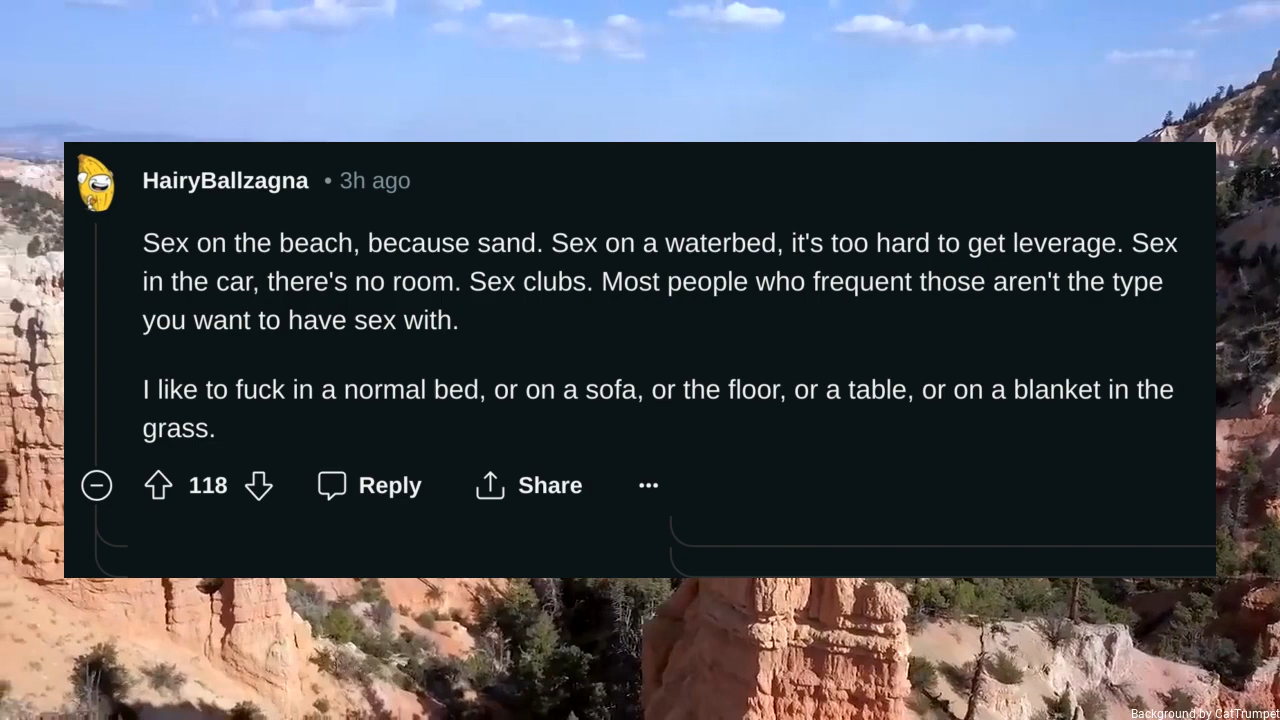 HairyBallzagna • 3h ago
Sex on the beach, because sand. Sex on a waterbed, it's too hard to get leverage. Sex
in the car, there's no room. Sex clubs. Most people who frequent those aren't the type
you want to have sex with.
I like to fuck in a normal bed, or on a sofa, or the floor, or a table, or on a blanket in the
grass.
118 Reply Share
Background by CatTrumpet